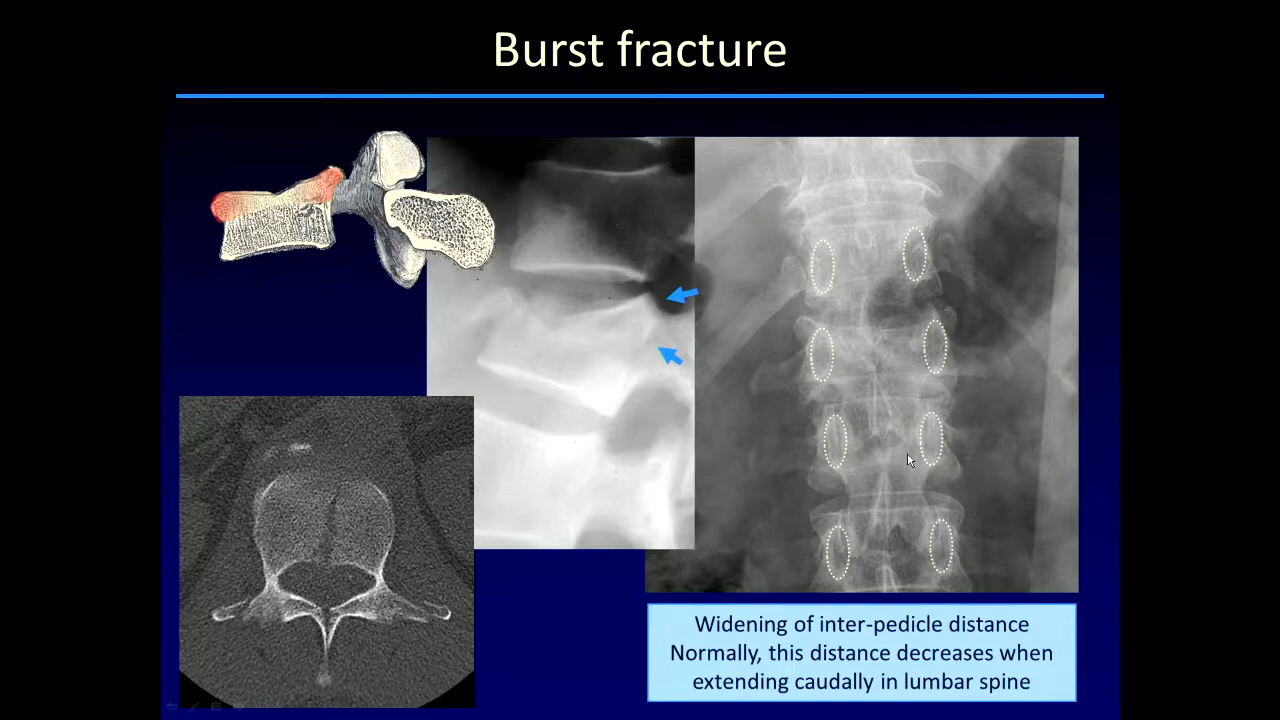 Burst fracture
Widening of inter-pedicle distance
Normally, this distance decreases when
extending caudally in lumbar spine